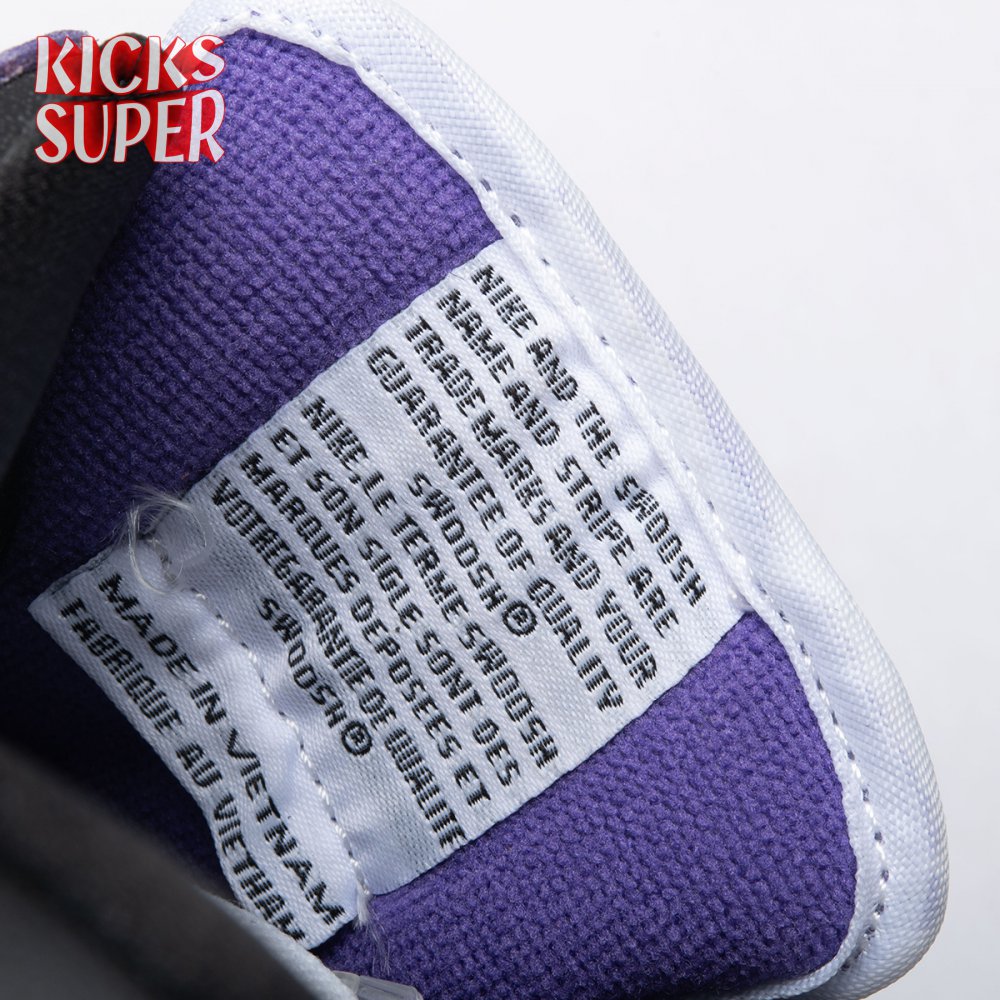 KICKS
SUPER
NIKE AND THE SWOOSH
NAME AND STRIPE ARE
TRADEMARKS AND YOUR
GUARANTEE OF QUALITY
SWOOSH®
NIKE, LE TERME SWOOSH
ET SON SIGLE SONT DES
MARQUES DEPOSEES ET
VOTRE GARANTIE DE QUALITE
SWOOSH®
MADE IN VIETNAM
FABRIQUE AU VIETNAM